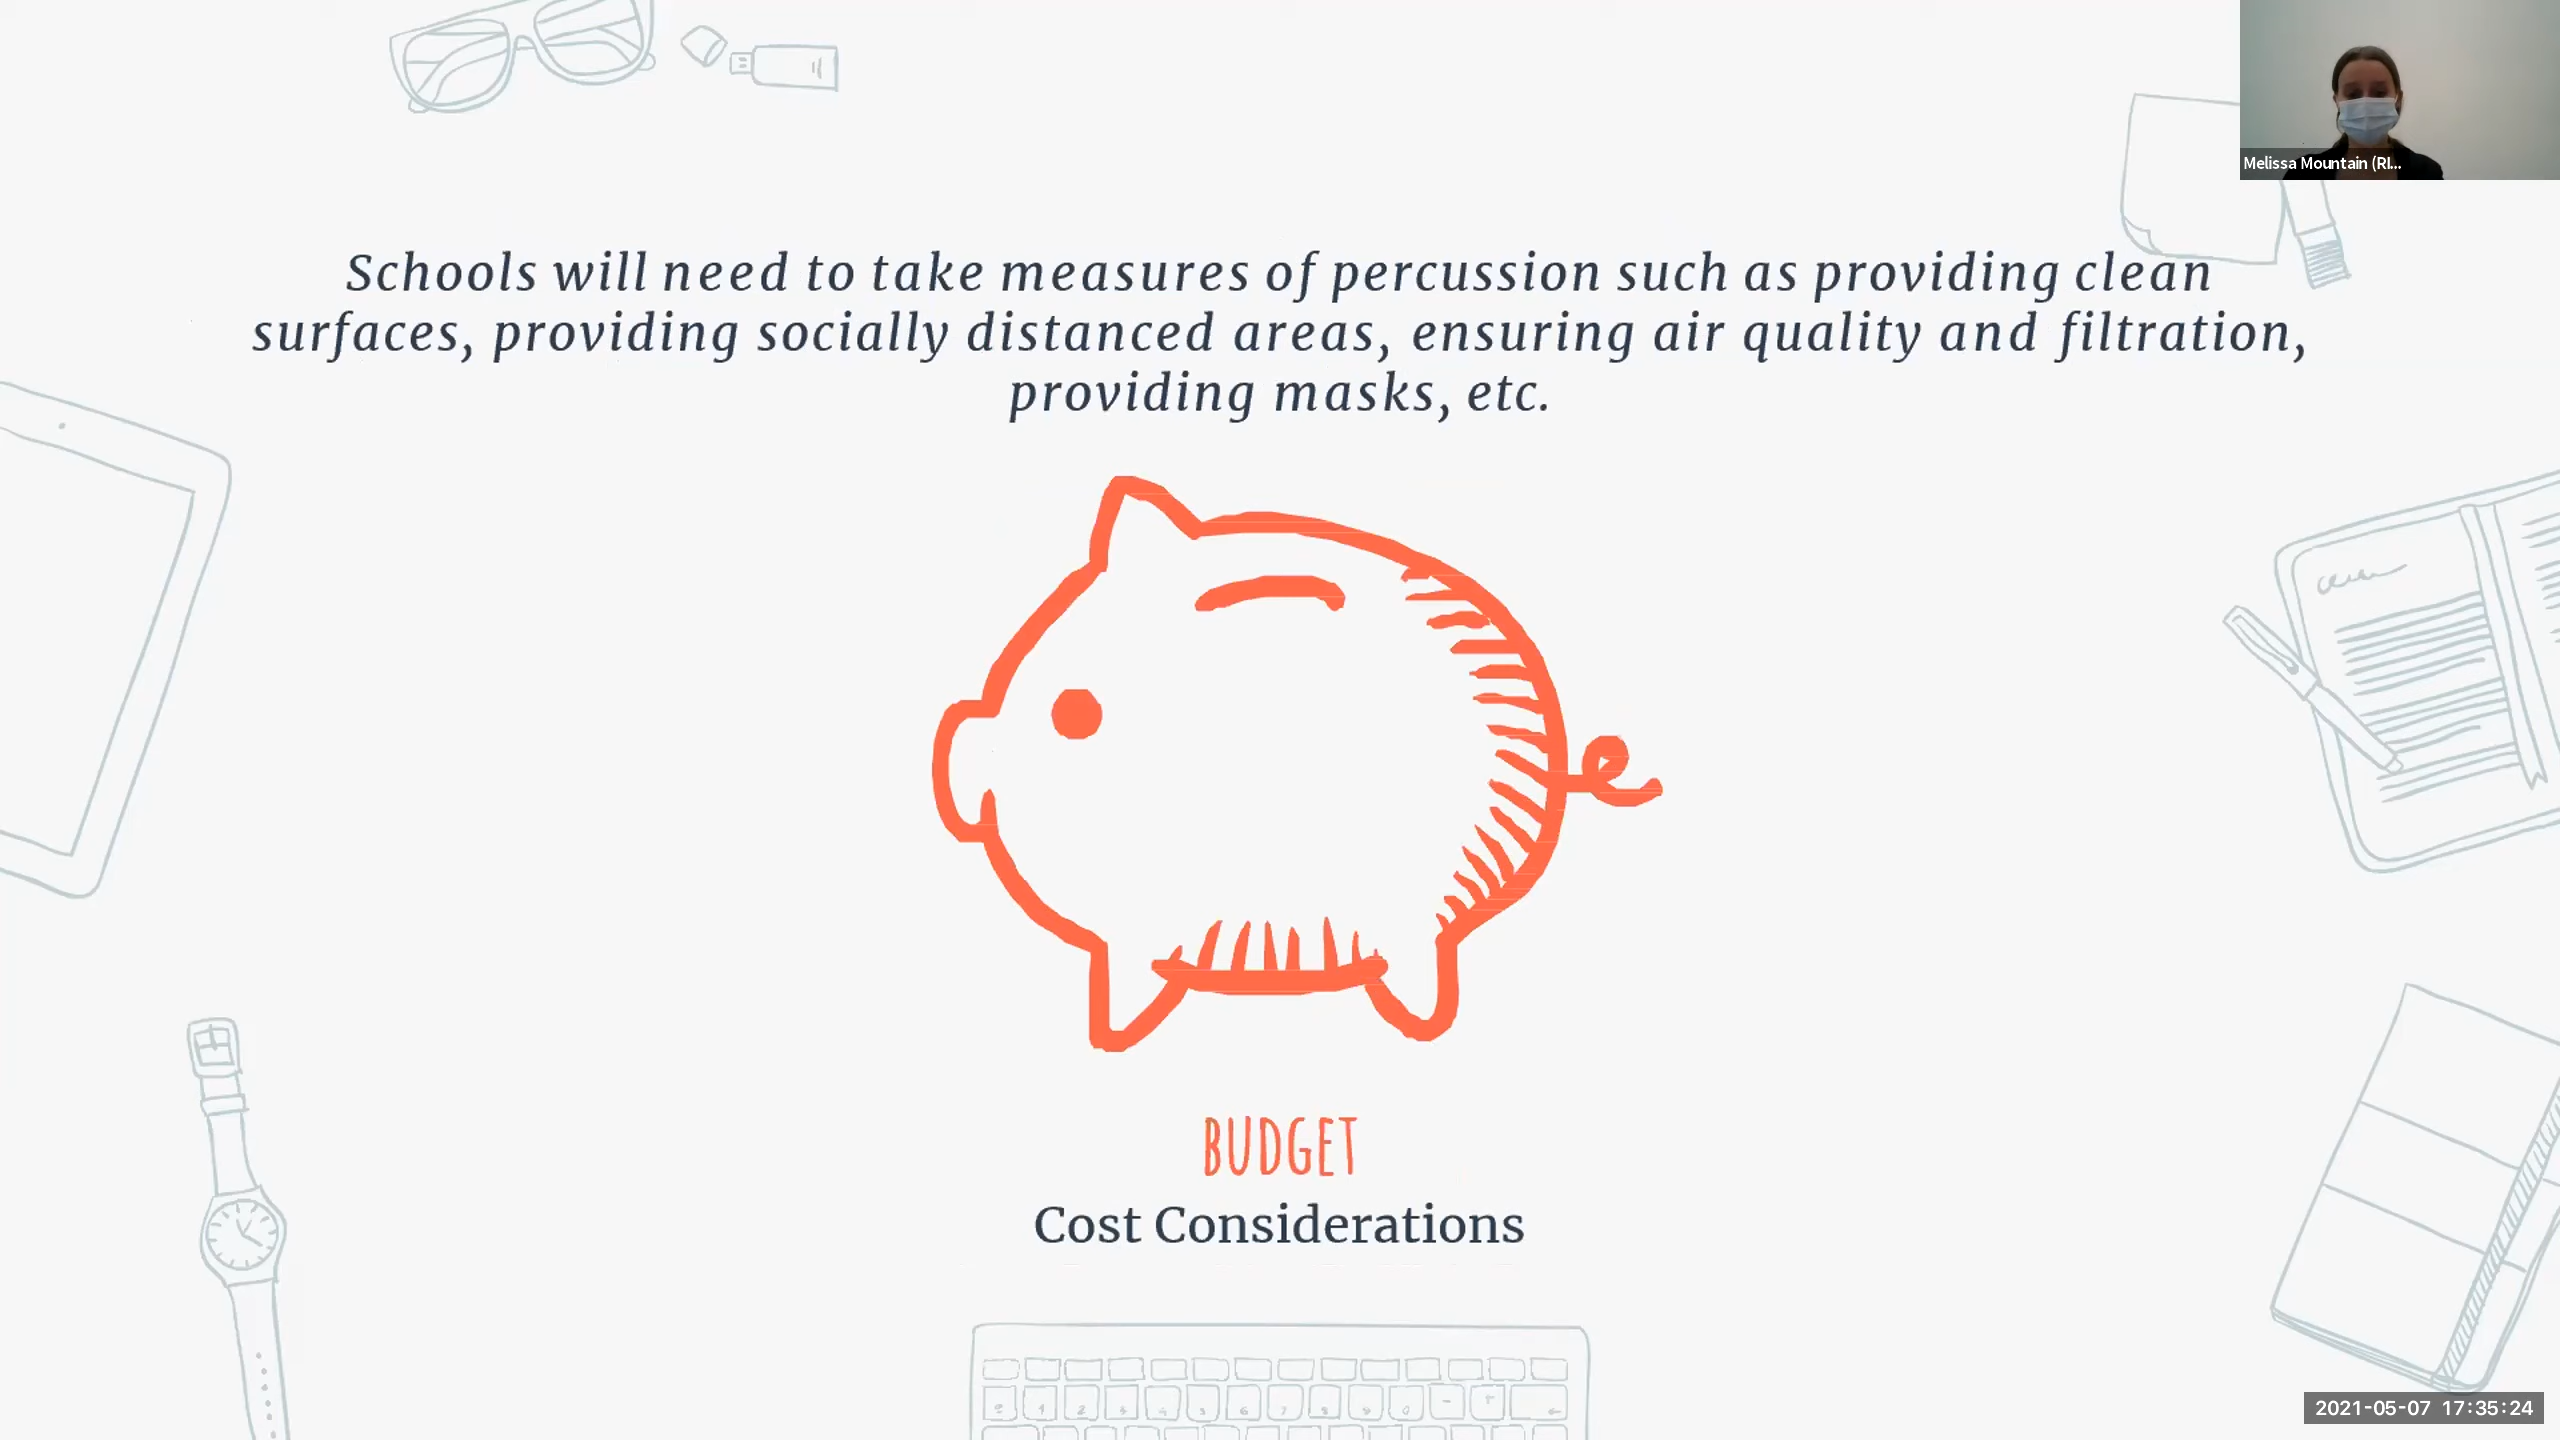 Melissa Mountain (RI...
Schools will need to take measures of percussion such as providing clean
surfaces, providing socially distanced areas, ensuring air quality and filtration,
providing masks, etc.
BUDGET
Cost Considerations
2021-05-07 17:35:24